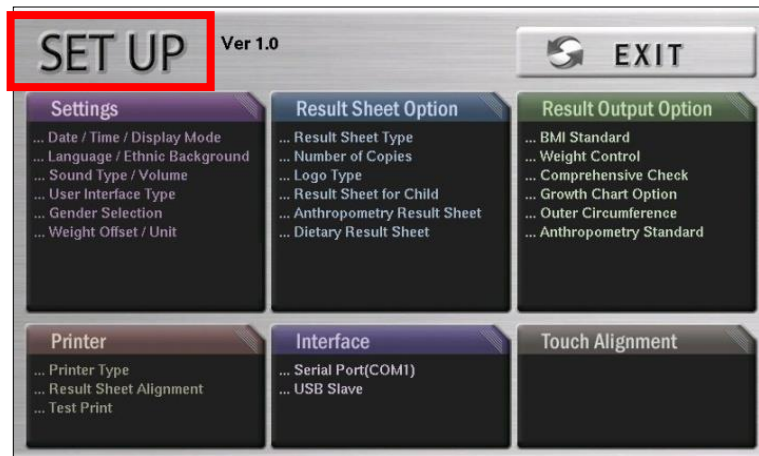 SET UP Ver 1.0
EXIT
Settings
... Date / Time / Display Mode
... Language / Ethnic Background
... Sound Type / Volume
... User Interface Type
... Gender Selection
... Weight Offset / Unit
Result Sheet Option
... Result Sheet Type
... Number of Copies
... Logo Type
... Result Sheet for Child
... Anthropometry Result Sheet
... Dietary Result Sheet
Result Output Option
... BMI Standard
... Weight Control
... Comprehensive Check
... Growth Chart Option
... Outer Circumference
... Anthropometry Standard
Printer
... Printer Type
... Result Sheet Alignment
... Test Print
Interface
... Serial Port(COM1)
... USB Slave
Touch Alignment